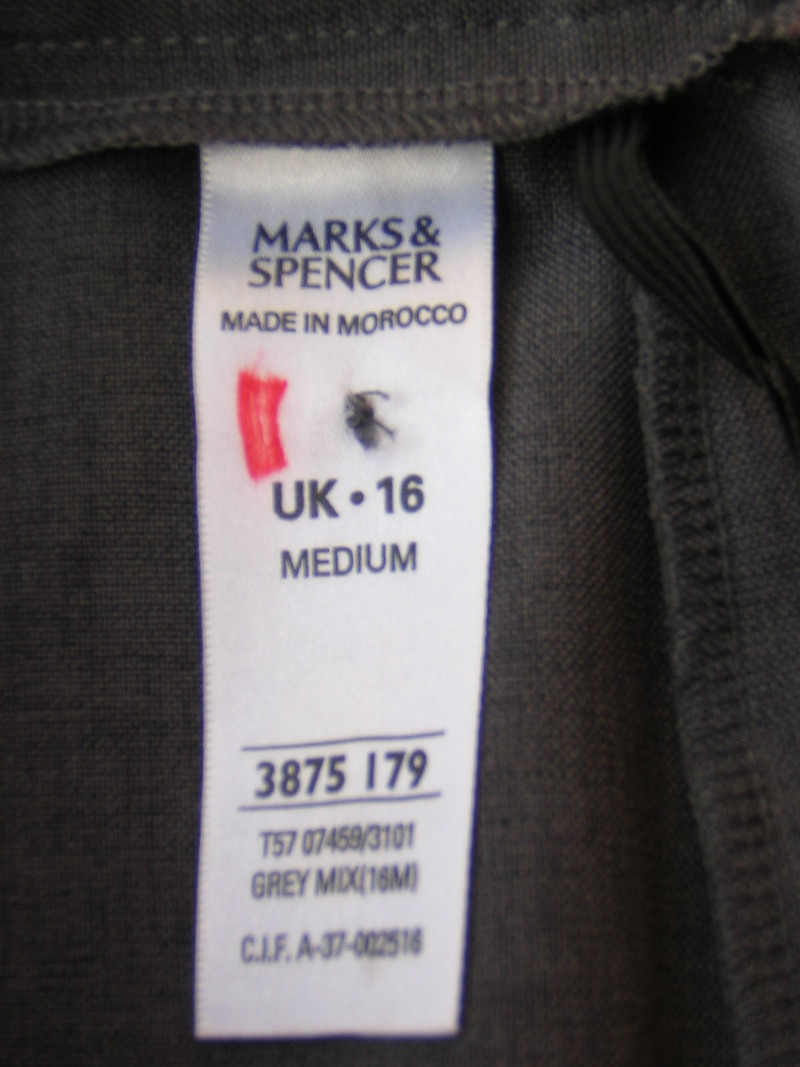 MARKS &
SPENCER
MADE IN MOROCCO
UK • 16
MEDIUM
3875 179
T57 07459/3101
GREY MIX(16M)
C.I.F. A-37-002516